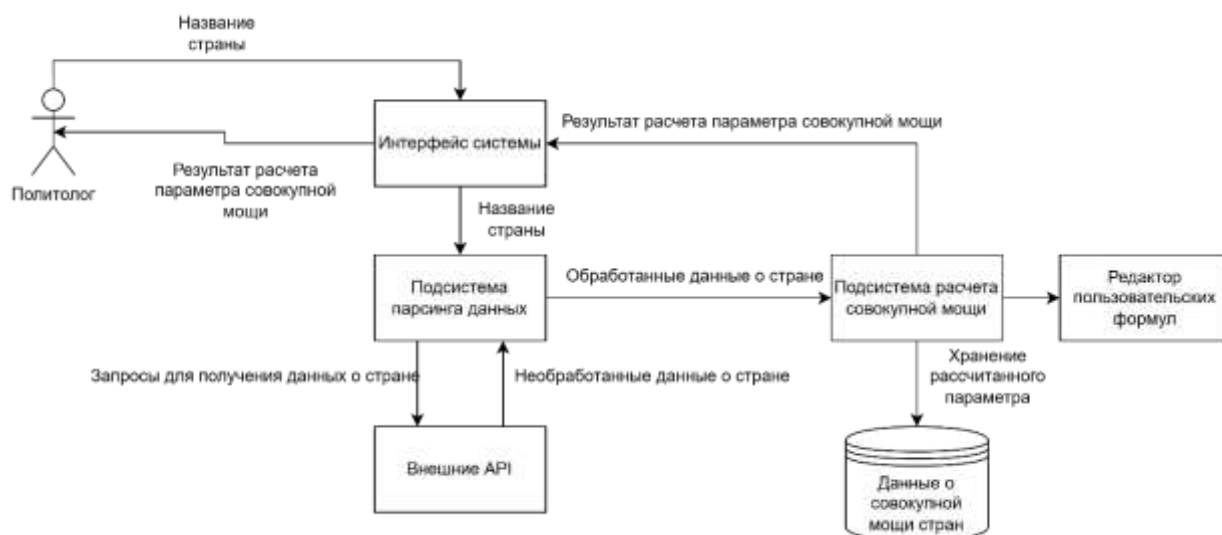 Название
страны
Интерфейс системы
Результат расчета параметра совокупной мощи
Политолог
Результат расчета
параметра совокупной
мощи
Название
страны
Подсистема
парсинга данных
Обработанные данные о стране
Подсистема расчета
совокупной мощи
Редактор
пользовательских
формул
Запросы для получения данных о стране
Необработанные данные о стране
Хранение
рассчитанного
параметра
Внешние API
Данные о
совокупной
мощи стран